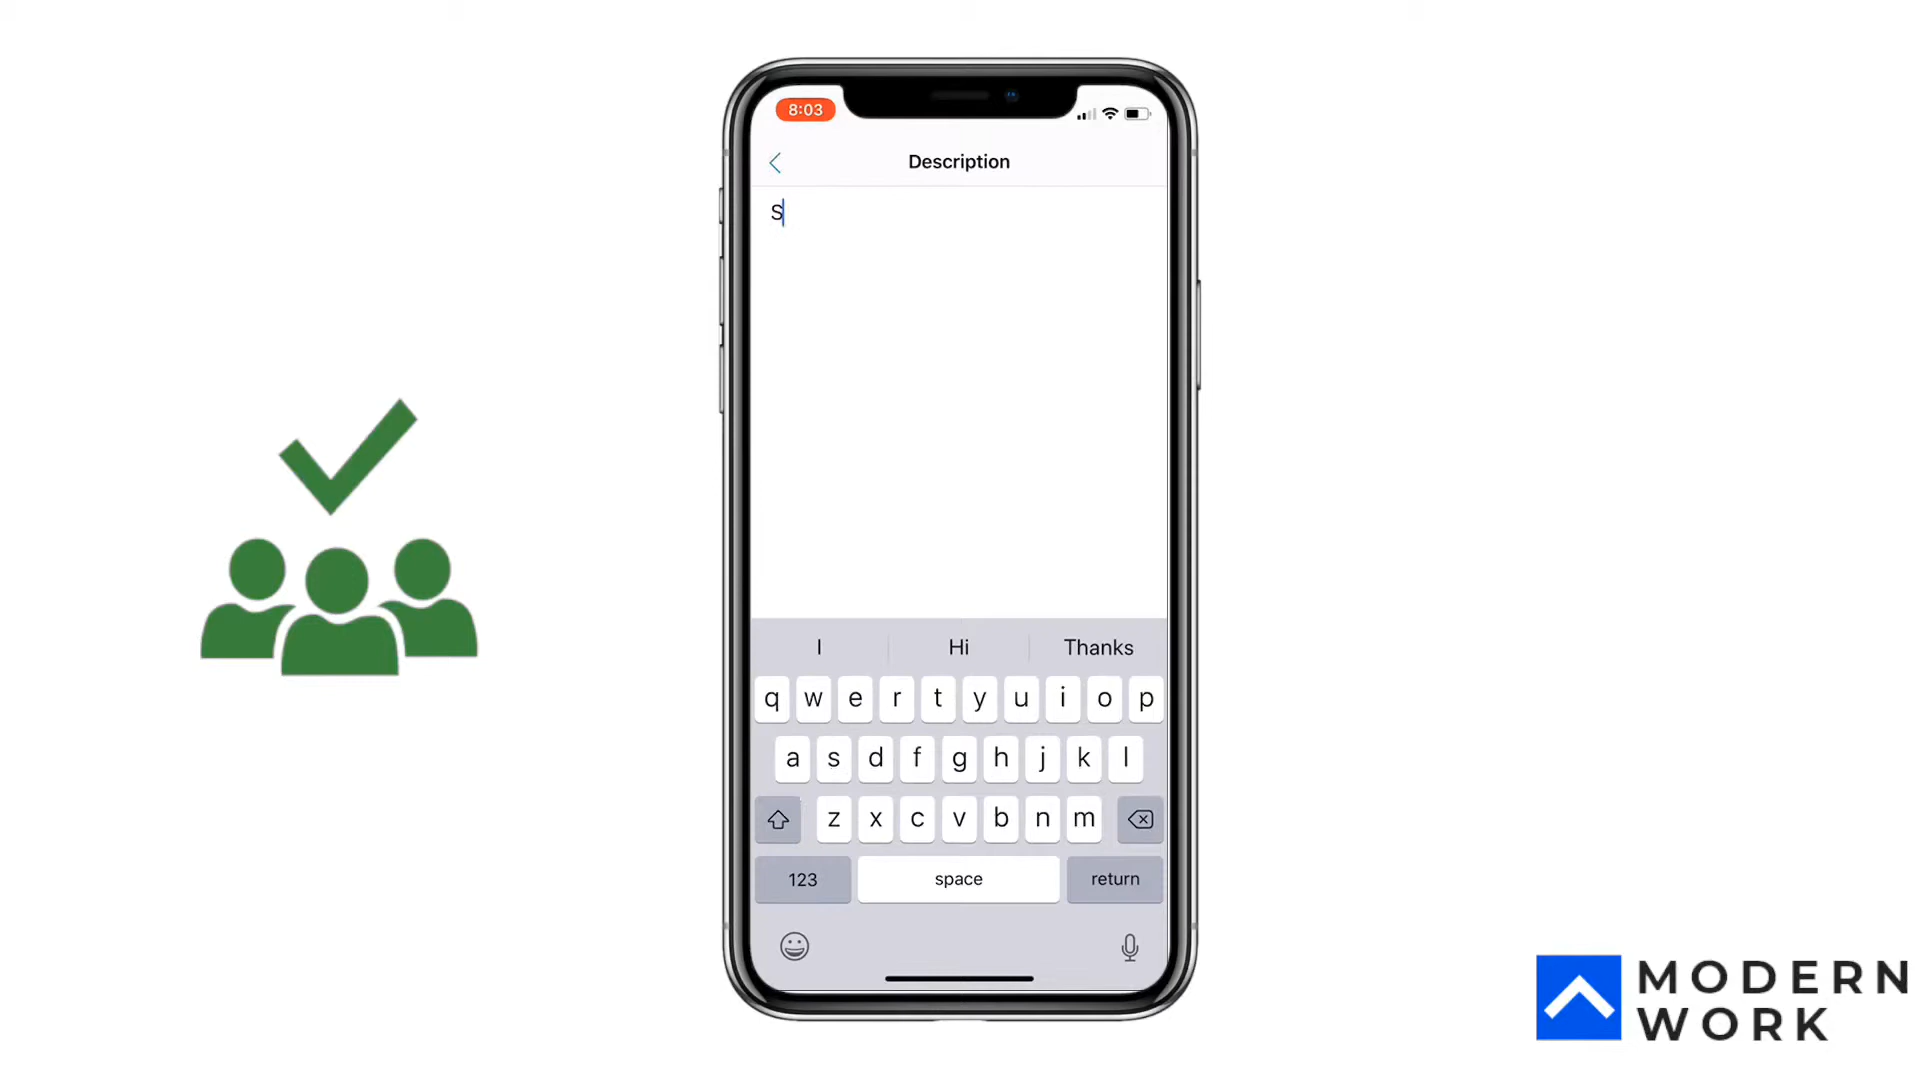 8:03
Description
S
I Hi Thanks
q w e r t y u i o p
a s d f g h j k l
z x c v b n m
123 space return
MODERN
WORK